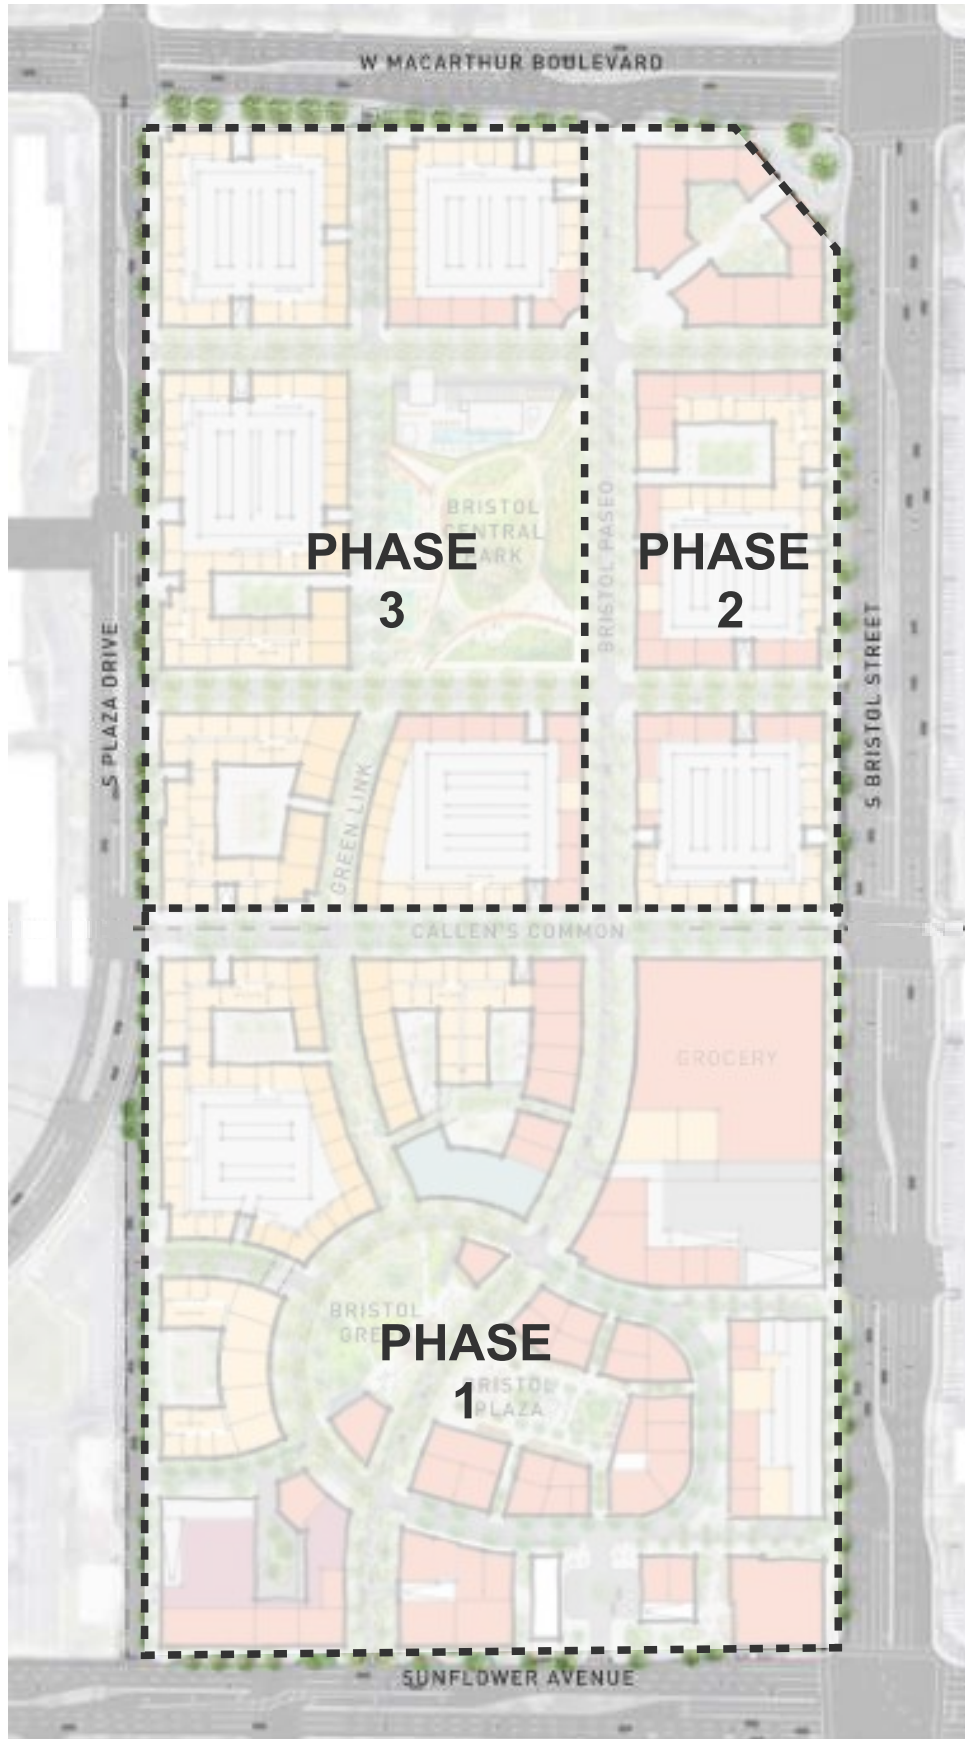 W MACARTHUR BOULEVARD
BRISTOL
CENTRAL
PARK
PHASE
3
BRISTOL PASEO
PHASE
2
S PLAZA DRIVE
S BRISTOL STREET
GREEN LINK
CALLEN'S COMMON
GROCERY
BRISTOL
GREEN
PHASE
1
BRISTOL
PLAZA
SUNFLOWER AVENUE